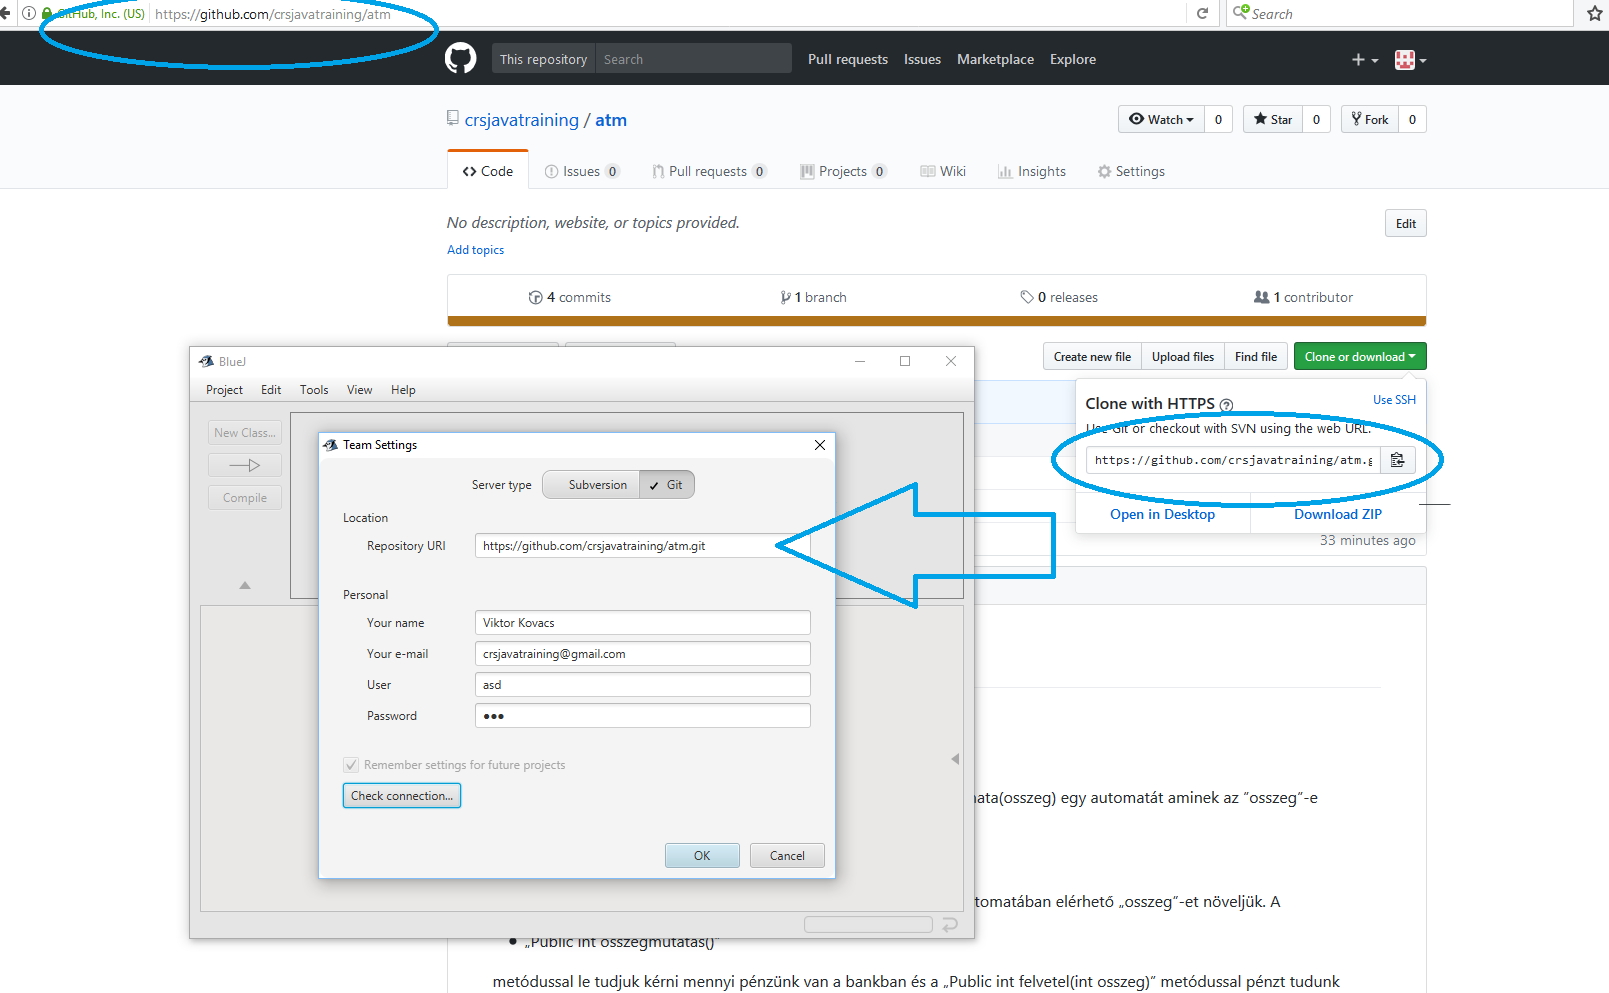 GitHub, Inc. (US) https://github.com/crsjavatraining/atm
Search
This repository Search Pull requests Issues Marketplace Explore
crsjavatraining / atm
Watch 0 Star 0 Fork 0
Code Issues 0 Pull requests 0 Projects 0 Wiki Insights Settings
No description, website, or topics provided.
Edit
Add topics
4 commits 1 branch 0 releases 1 contributor
Create new file Upload files Find file Clone or download
Clone with HTTPS
Use SSH
Use Git or checkout with SVN using the web URL.
https://github.com/crsjavatraining/atm.g
Open in Desktop Download ZIP
33 minutes ago
BlueJ
Project Edit Tools View Help
New Class...
Compile
Team Settings
Server type Subversion Git
Location
Repository URI https://github.com/crsjavatraining/atm.git
Personal
Your name Viktor Kovacs
Your e-mail crsjavatraining@gmail.com
User asd
Password •••
Remember settings for future projects
Check connection...
OK Cancel
mata(osszeg) egy automatát aminek az ”osszeg”-e
tomatában elérhető „osszeg”-et növeljük. A
• „Public int osszegmutatas()”
metódussal le tudjuk kérni mennyi pénzünk van a bankban és a „Public int felvetel(int osszeg)” metódussal pénzt tudunk